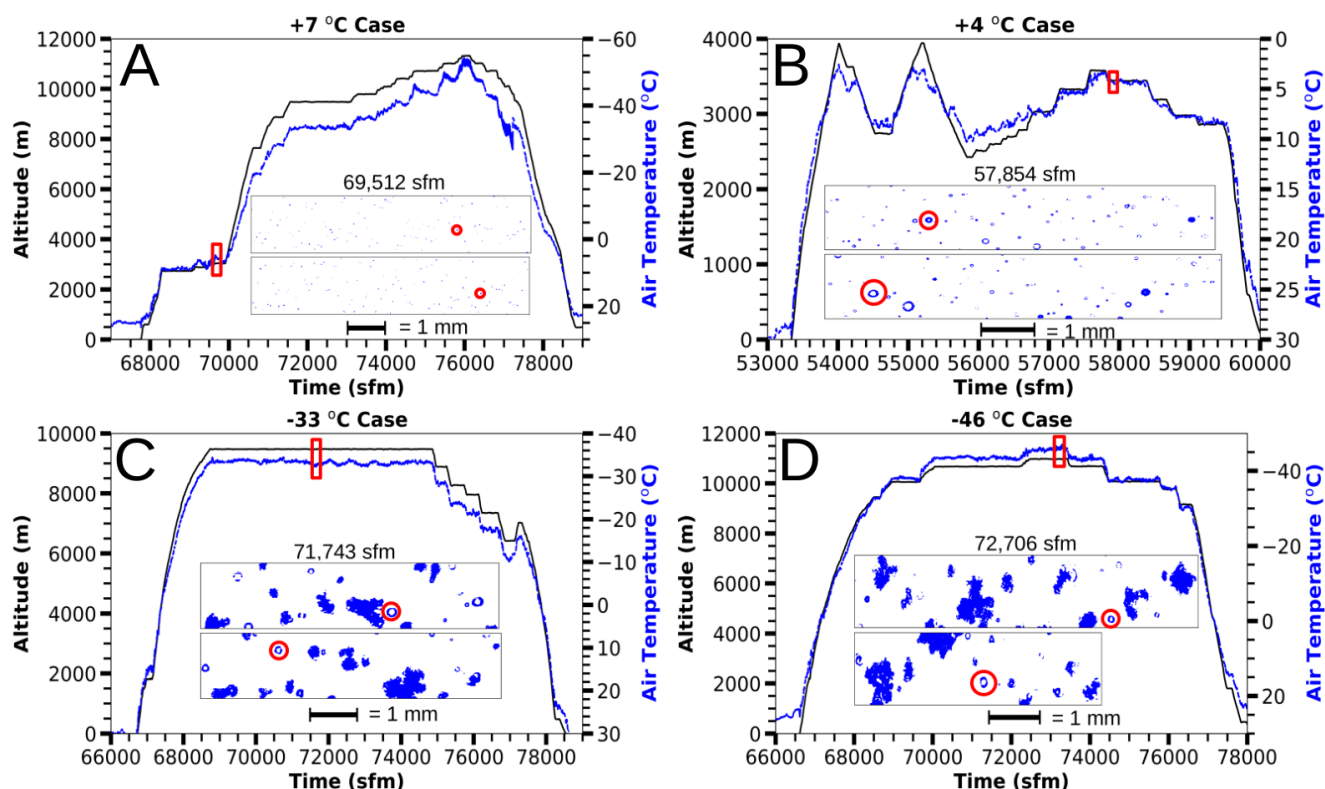 +7 °C Case
A
12000
10000
8000
6000
4000
2000
0
Altitude (m)
−60
−40
−20
0
20
Air Temperature (°C)
69,512 sfm
= 1 mm
68000 70000 72000 74000 76000 78000
Time (sfm)
+4 °C Case
B
4000
3000
2000
1000
0
Altitude (m)
0
5
10
15
20
25
30
Air Temperature (°C)
57,854 sfm
= 1 mm
53000 54000 55000 56000 57000 58000 59000 60000
Time (sfm)
-33 °C Case
C
10000
8000
6000
4000
2000
0
Altitude (m)
−40
−30
−20
−10
0
10
20
30
Air Temperature (°C)
71,743 sfm
= 1 mm
66000 68000 70000 72000 74000 76000 78000
Time (sfm)
-46 °C Case
D
12000
10000
8000
6000
4000
2000
0
Altitude (m)
−40
−20
0
20
Air Temperature (°C)
72,706 sfm
= 1 mm
66000 68000 70000 72000 74000 76000 78000
Time (sfm)